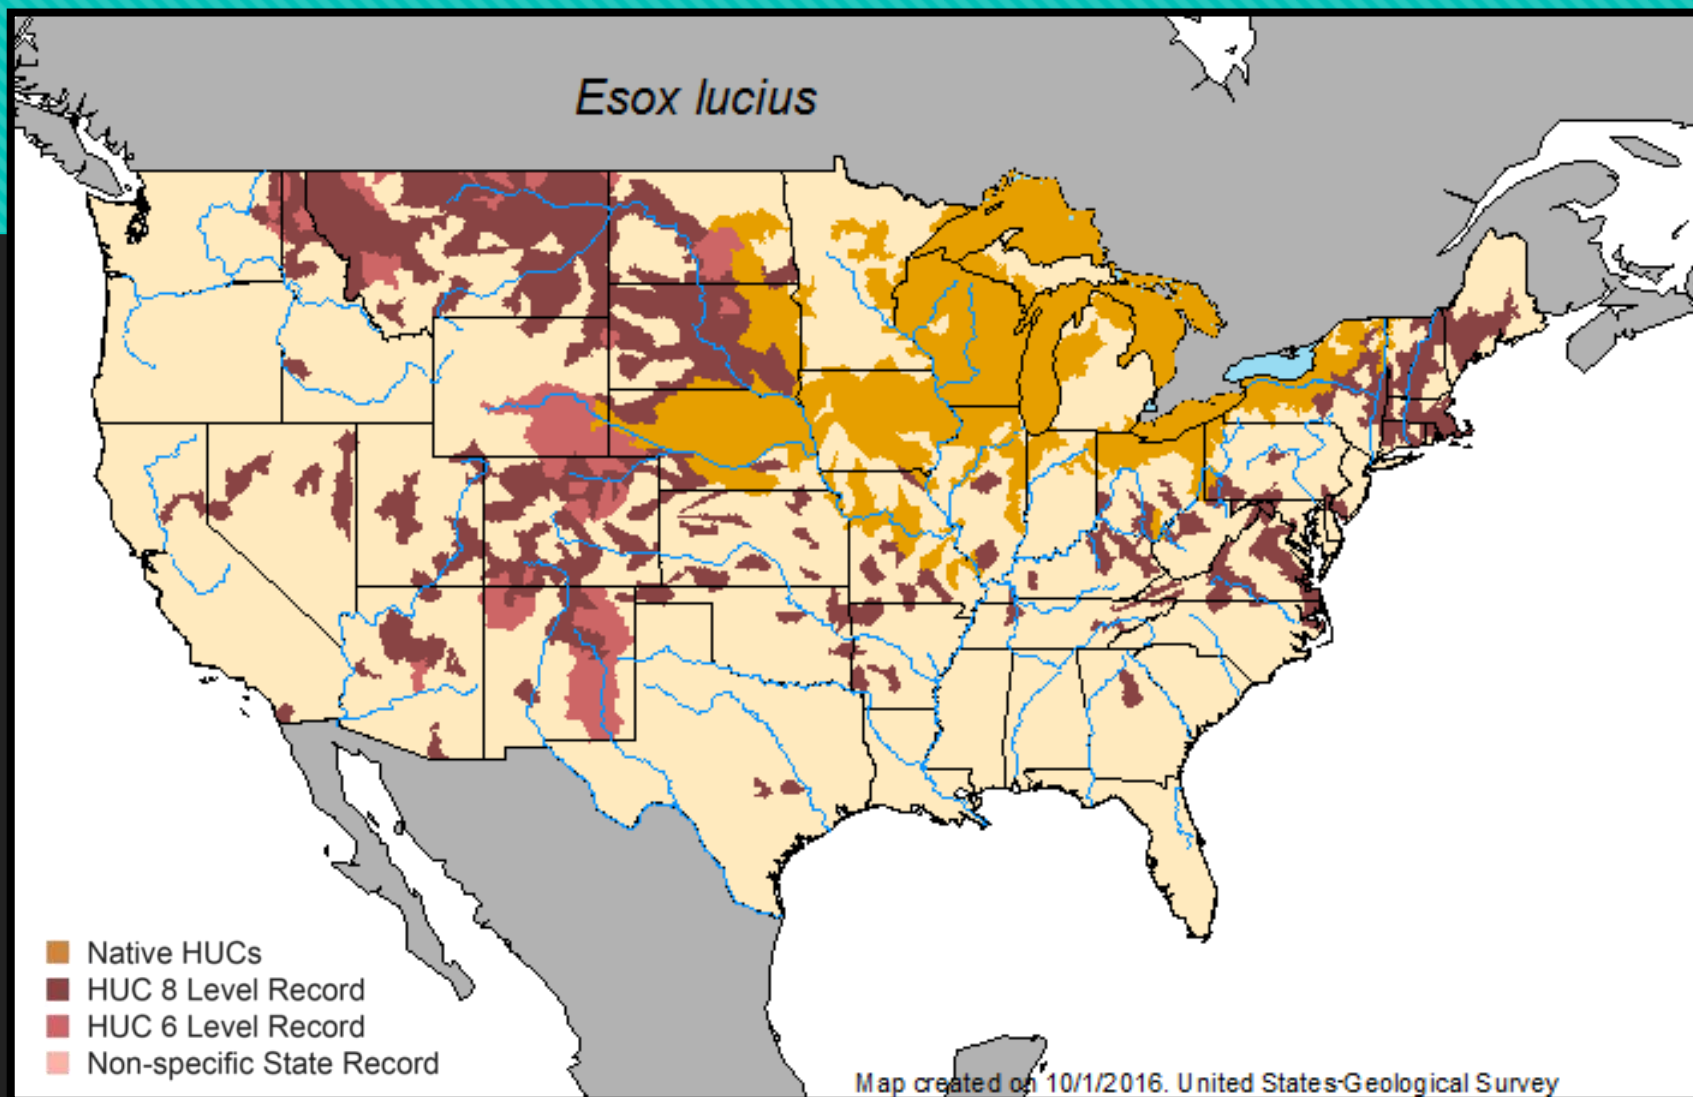 Esox lucius
Native HUCs
HUC 8 Level Record
HUC 6 Level Record
Non-specific State Record
Map created on 10/1/2016. United States Geological Survey